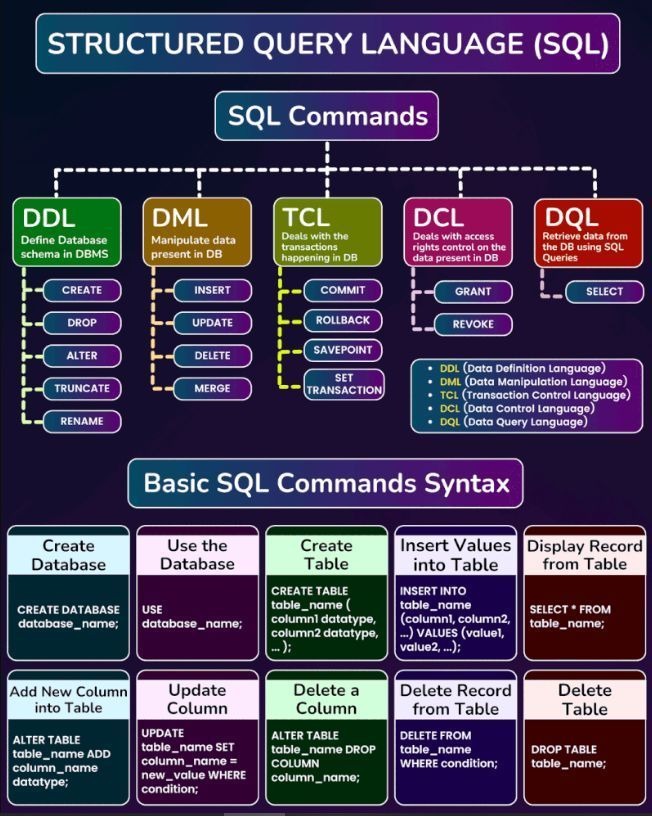 STRUCTURED QUERY LANGUAGE (SQL)
SQL Commands
DDL
Define Database
schema in DBMS
CREATE
DROP
ALTER
TRUNCATE
RENAME
DML
Manipulate data
present in DB
INSERT
UPDATE
DELETE
MERGE
TCL
Deals with the
transactions
happening in DB
COMMIT
ROLLBACK
SAVEPOINT
SET
TRANSACTION
DCL
Deals with access
rights control on the
data present in DB
GRANT
REVOKE
DQL
Retrieve data from
the DB using SQL
Queries
SELECT
• DDL (Data Definition Language)
• DML (Data Manipulation Language)
• TCL (Transaction Control Language)
• DCL (Data Control Language)
• DQL (Data Query Language)
Basic SQL Commands Syntax
Create
Database
CREATE DATABASE
database_name;
Use the
Database
USE
database_name;
Create
Table
CREATE TABLE
table_name (
column1 datatype,
column2 datatype,
... );
Insert Values
into Table
INSERT INTO
table_name
(column1, column2,
...) VALUES (value1,
value2, ...);
Display Record
from Table
SELECT * FROM
table_name;
Add New Column
into Table
ALTER TABLE
table_name ADD
column_name
datatype;
Update
Column
UPDATE
table_name SET
column_name =
new_value WHERE
condition;
Delete a
Column
ALTER TABLE
table_name DROP
COLUMN
column_name;
Delete Record
from Table
DELETE FROM
table_name
WHERE condition;
Delete
Table
DROP TABLE
table_name;